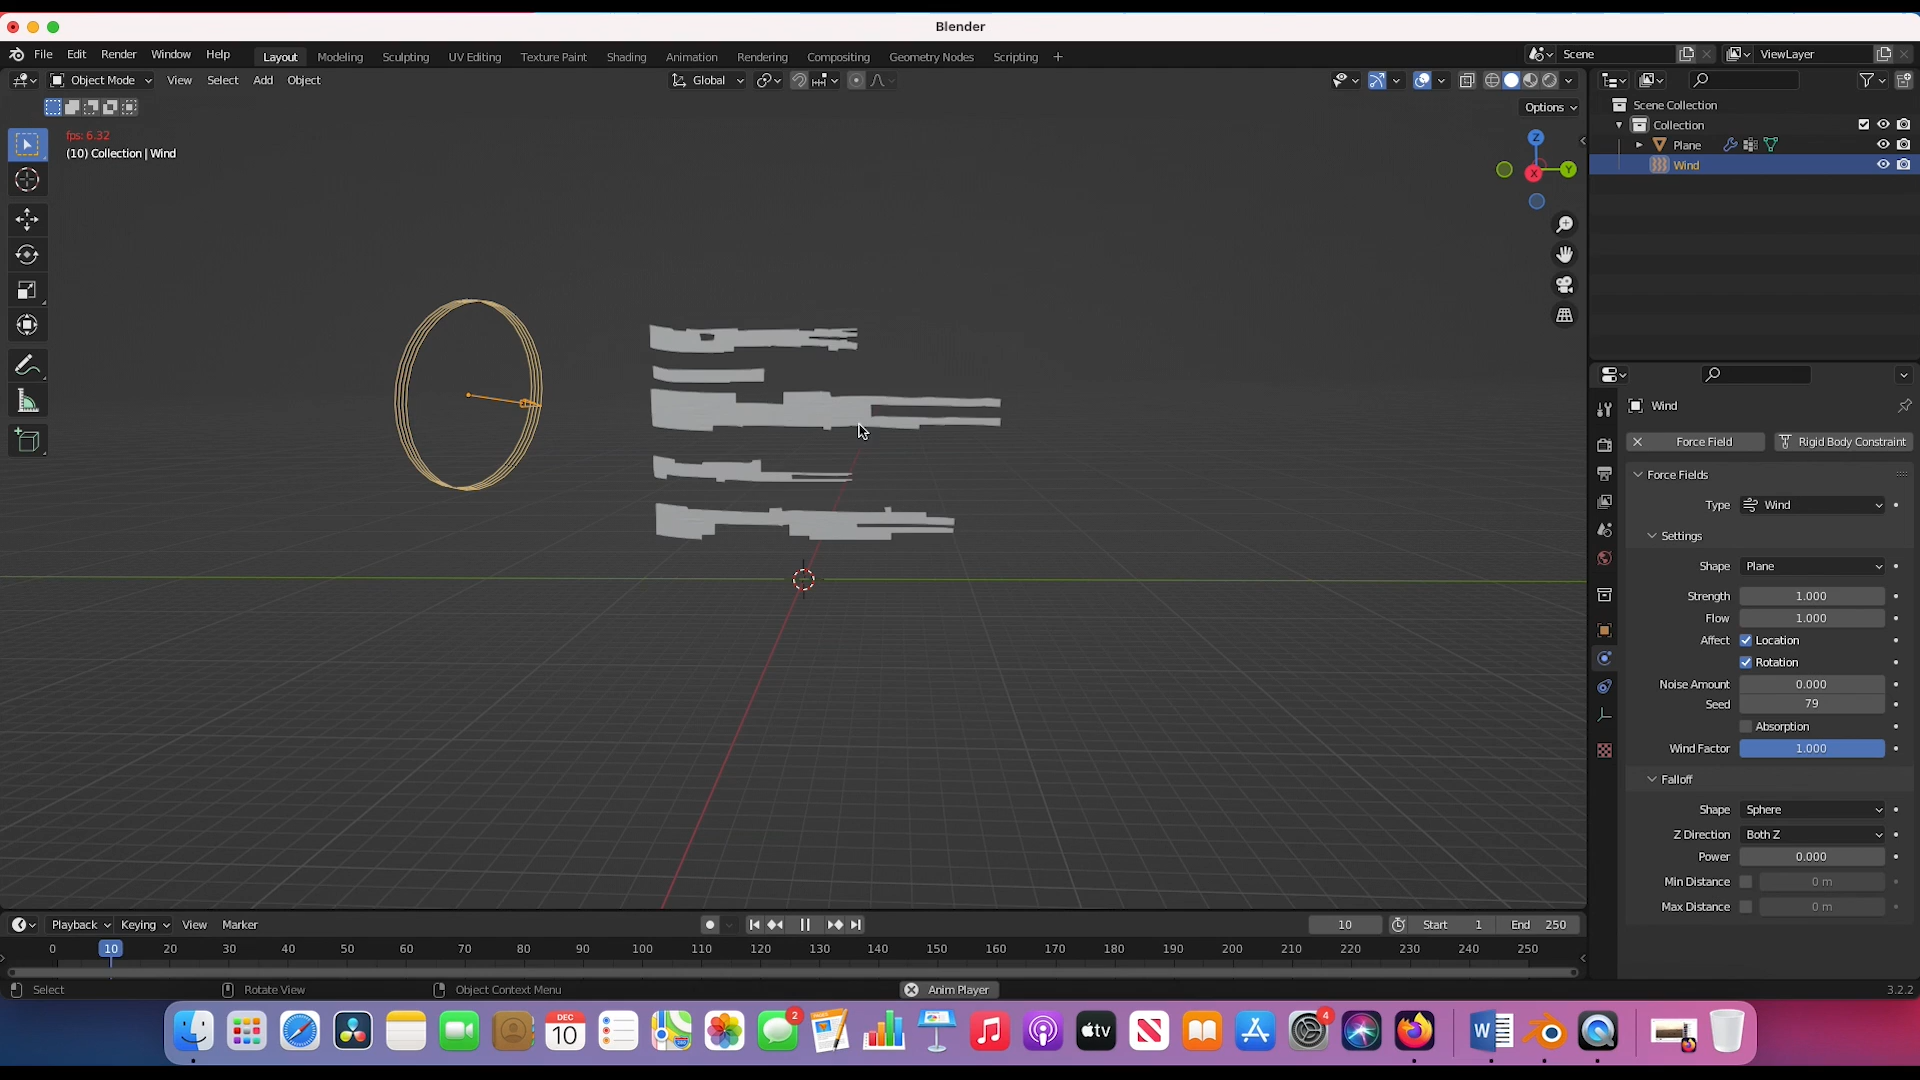 Blender
File Edit Render Window Help Layout Modeling Sculpting UV Editing Texture Paint Shading Animation Rendering Compositing Geometry Nodes Scripting + Scene ViewLayer
Object Mode View Select Add Object Global
Options
fps: 6.32
(10) Collection | Wind
Z
Y
X
Scene Collection
Collection
Plane
Wind
Wind
Force Field Rigid Body Constraint
Force Fields
Type Wind
Settings
Shape Plane
Strength 1.000
Flow 1.000
Affect Location
Rotation
Noise Amount 0.000
Seed 79
Absorption
Wind Factor 1.000
Falloff
Shape Sphere
Z Direction Both Z
Power 0.000
Min Distance 0 m
Max Distance 0 m
Playback Keying View Marker 10 Start 1 End 250
0 10 20 30 40 50 60 70 80 90 100 110 120 130 140 150 160 170 180 190 200 210 220 230 240 250
Select Rotate View Object Context Menu Anim Player 3.2.2
DEC
10
2
tv
4
W